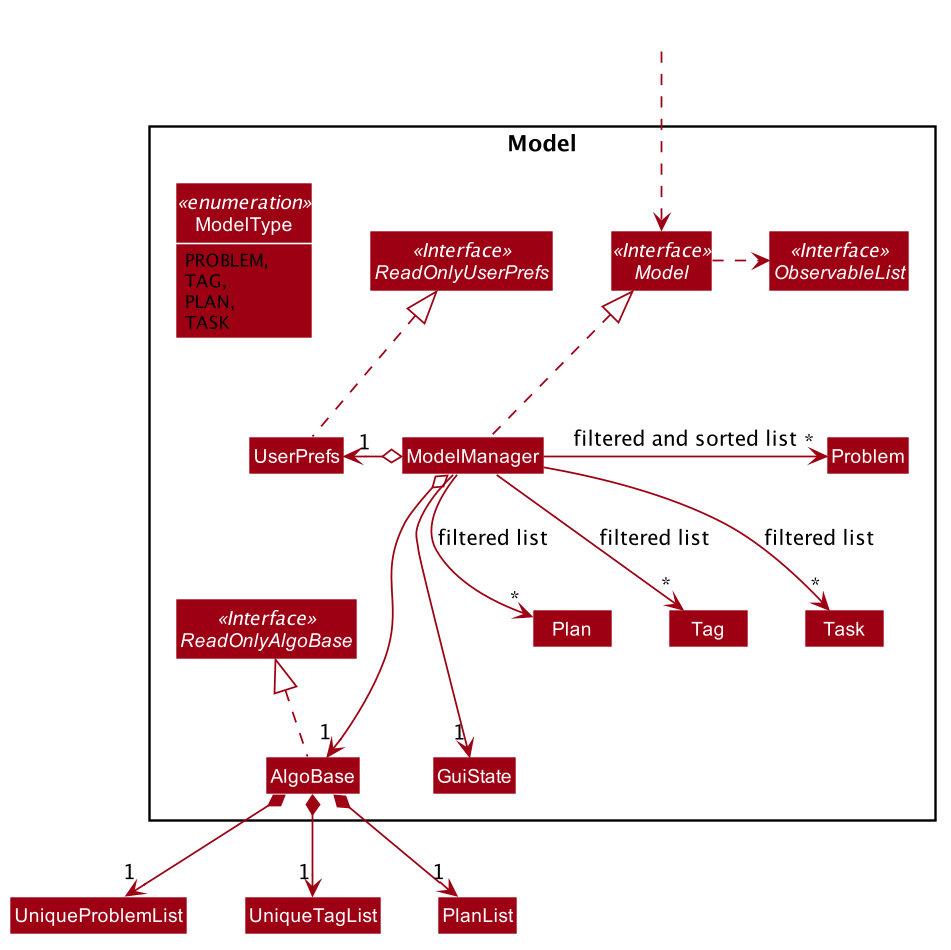 Model
«enumeration»
ModelType
PROBLEM,
TAG,
PLAN,
TASK
«Interface»
ReadOnlyUserPrefs
«Interface»
Model
«Interface»
ObservableList
UserPrefs
1
ModelManager
filtered and sorted list *
Problem
filtered list
filtered list
filtered list
*
*
*
Plan
Tag
Task
«Interface»
ReadOnlyAlgoBase
1
1
AlgoBase
GuiState
1
1
1
UniqueProblemList
UniqueTagList
PlanList